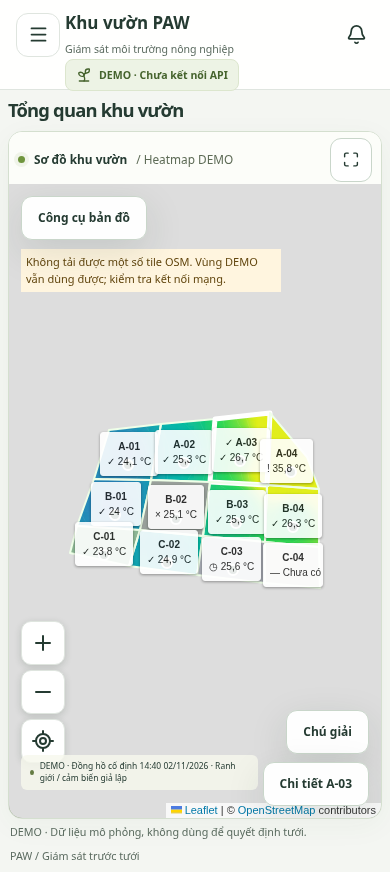 Khu vườn PAW
Giám sát môi trường nông nghiệp
DEMO · Chưa kết nối API
Tổng quan khu vườn
Sơ đồ khu vườn / Heatmap DEMO
Công cụ bản đồ
Không tải được một số tile OSM. Vùng DEMO
vẫn dùng được; kiểm tra kết nối mạng.
A-01
✓ 24,1 °C
A-02
✓ 25,3 °C
✓ A-03
✓ 26,7 °C
A-04
! 35,8 °C
B-01
✓ 24 °C
B-02
× 25,1 °C
B-03
✓ 25,9 °C
B-04
✓ 26,3 °C
C-01
✓ 23,8 °C
C-02
✓ 24,9 °C
C-03
◷ 25,6 °C
C-04
— Chưa có
+
−
Chú giải
DEMO · Đồng hồ cố định 14:40 02/11/2026 · Ranh
giới / cảm biến giả lập
Chi tiết A-03
Leaflet | © OpenStreetMap contributors
DEMO · Dữ liệu mô phỏng, không dùng để quyết định tưới.
PAW / Giám sát trước tưới